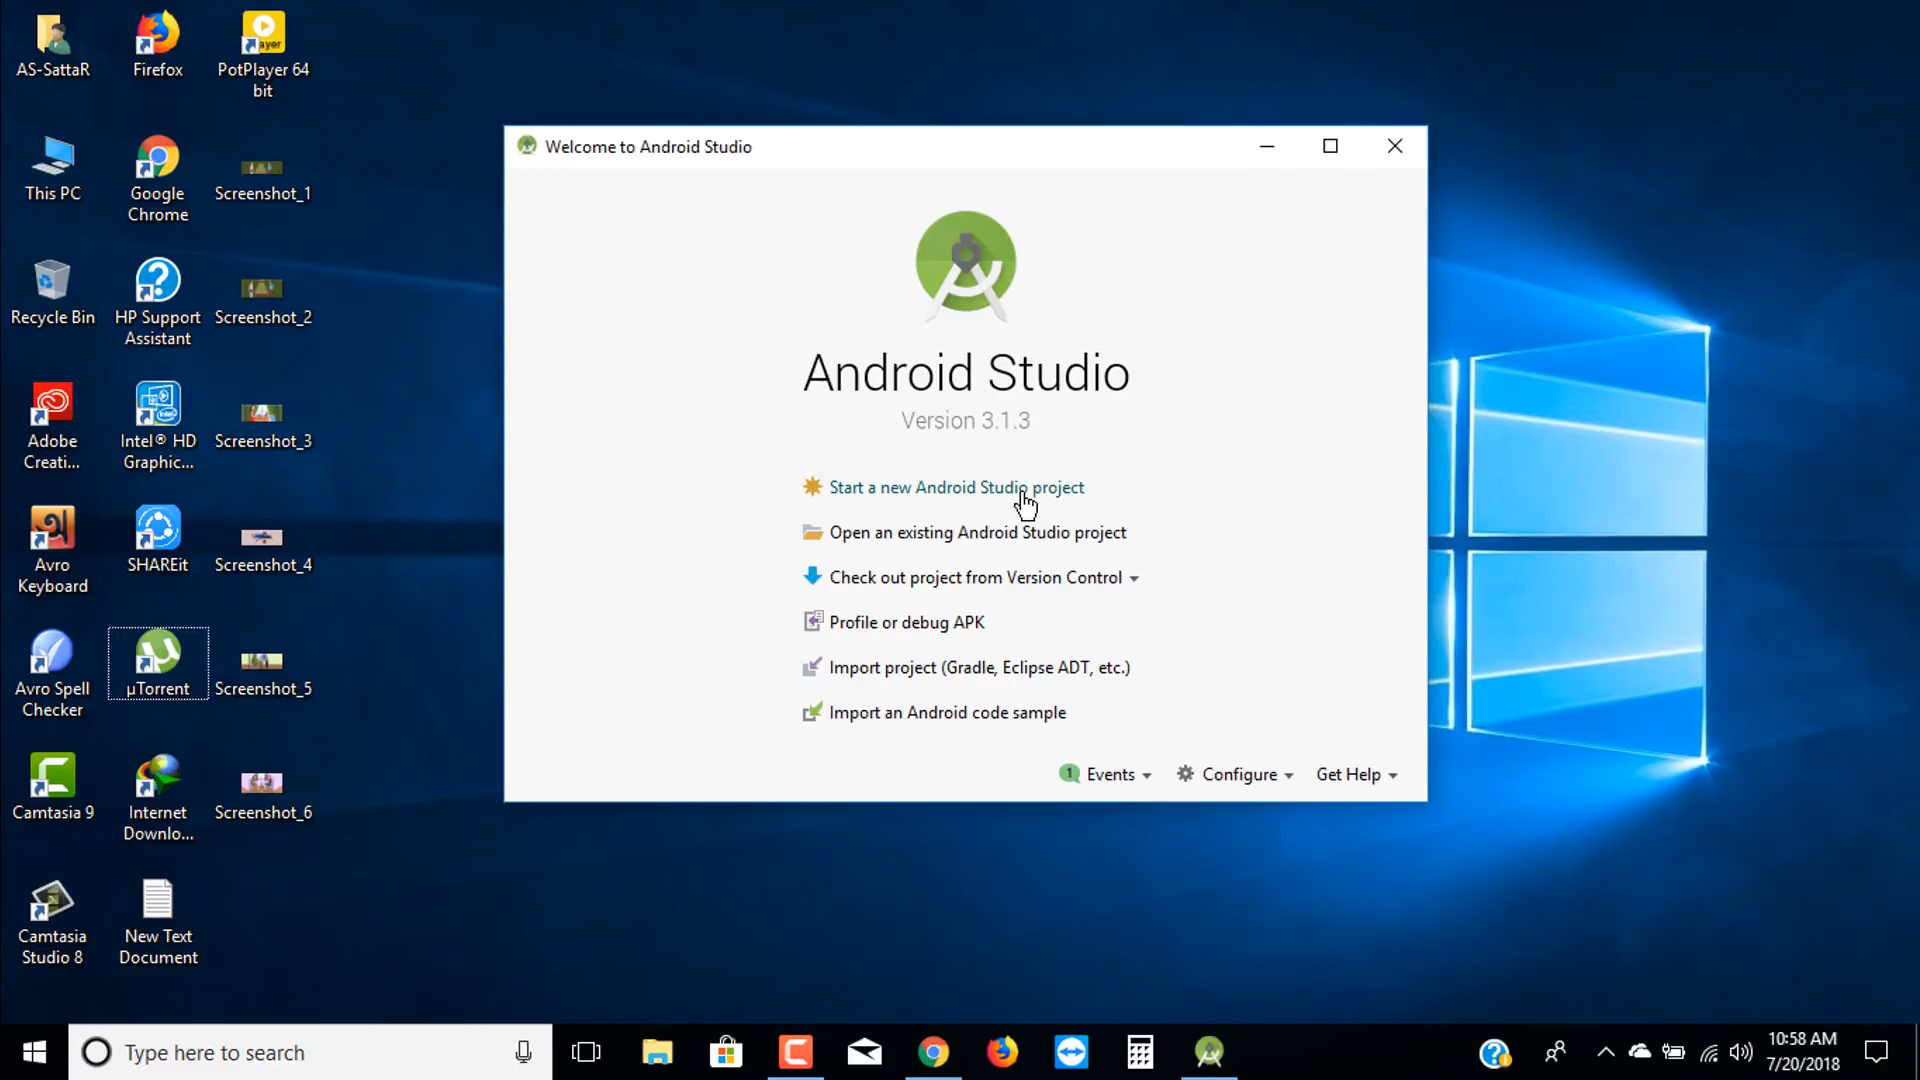 AS-SattaR
Firefox
PotPlayer 64
bit
This PC
Google
Chrome
Screenshot_1
Recycle Bin
HP Support
Assistant
Screenshot_2
Adobe
Creati...
Intel® HD
Graphic...
Screenshot_3
Avro
Keyboard
SHAREit
Screenshot_4
Avro Spell
Checker
µTorrent
Screenshot_5
Camtasia 9
Internet
Downlo...
Screenshot_6
Camtasia
Studio 8
New Text
Document
Welcome to Android Studio
Android Studio
Version 3.1.3
Start a new Android Studio project
Open an existing Android Studio project
Check out project from Version Control
Profile or debug APK
Import project (Gradle, Eclipse ADT, etc.)
Import an Android code sample
1 Events
Configure
Get Help
Type here to search
10:58 AM
7/20/2018